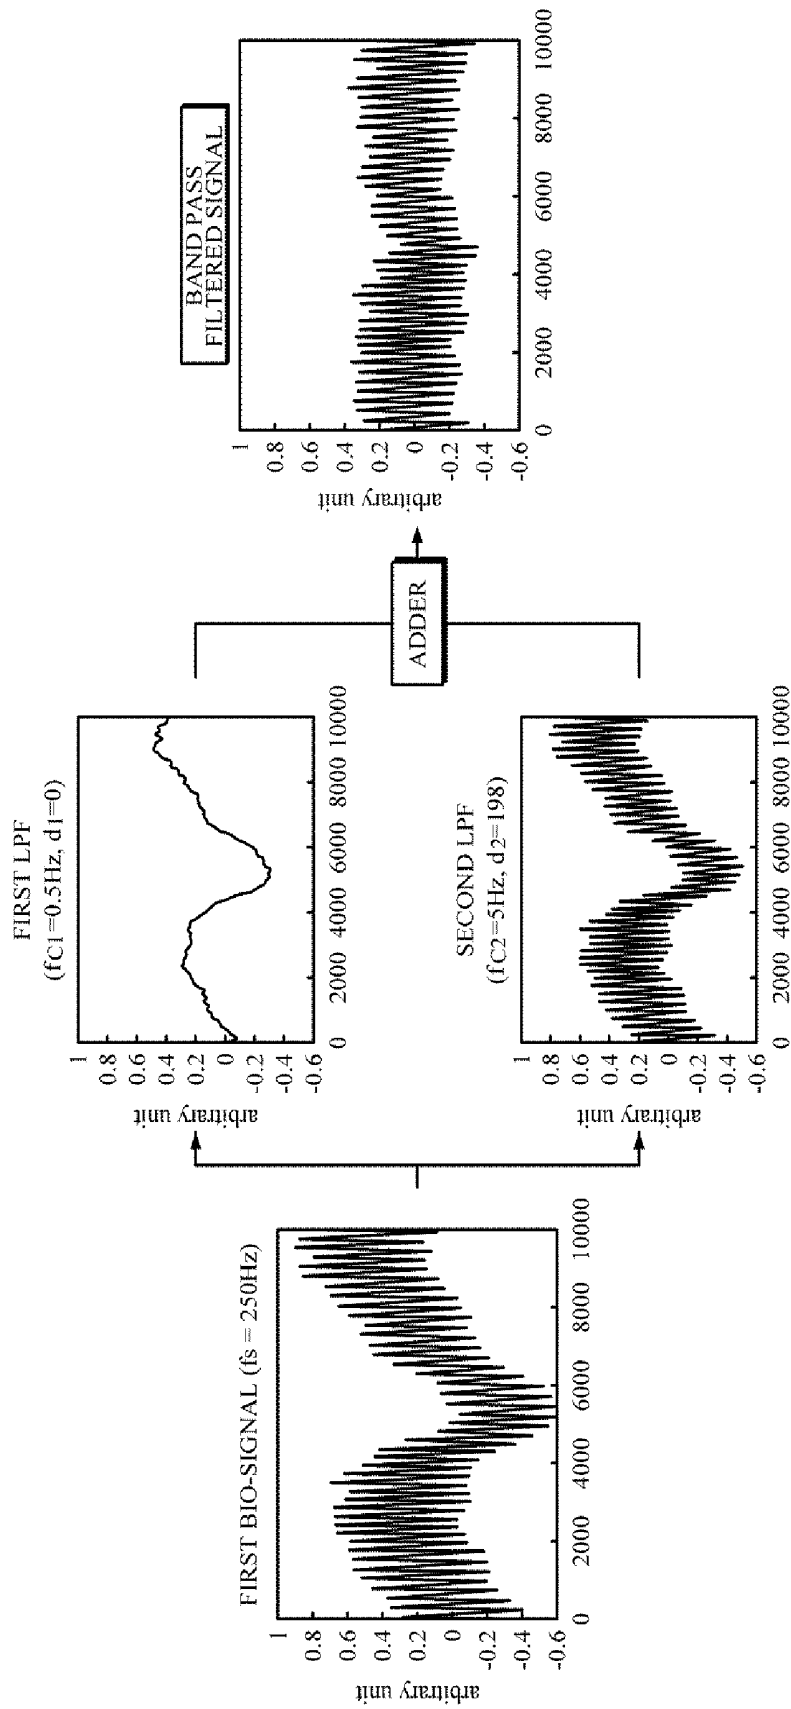 FIRST BIO-SIGNAL (fs = 250Hz)
arbitrary unit
1
0.8
0.6
0.4
0.2
0
-0.2
-0.4
-0.6
0 2000 4000 6000 8000 10000
FIRST LPF
(fC1=0.5Hz, d1=0)
arbitrary unit
1
0.8
0.6
0.4
0.2
0
-0.2
-0.4
-0.6
0 2000 4000 6000 8000 10000
SECOND LPF
(fC2=5Hz, d2=198)
arbitrary unit
1
0.8
0.6
0.4
0.2
0
-0.2
-0.4
-0.6
0 2000 4000 6000 8000 10000
ADDER
BAND PASS
FILTERED SIGNAL
arbitrary unit
1
0.8
0.6
0.4
0.2
0
-0.2
-0.4
-0.6
0 2000 4000 6000 8000 10000